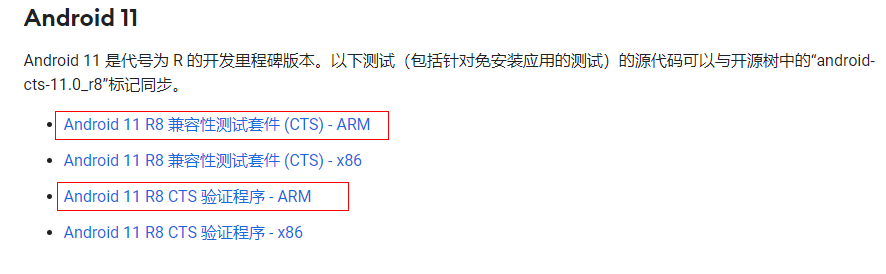 Android 11
Android 11 是代号为 R 的开发里程碑版本。以下测试（包括针对免安装应用的测试）的源代码可以与开源树中的“android-
cts-11.0_r8”标记同步。
Android 11 R8 兼容性测试套件 (CTS) - ARM
Android 11 R8 兼容性测试套件 (CTS) - x86
Android 11 R8 CTS 验证程序 - ARM
Android 11 R8 CTS 验证程序 - x86